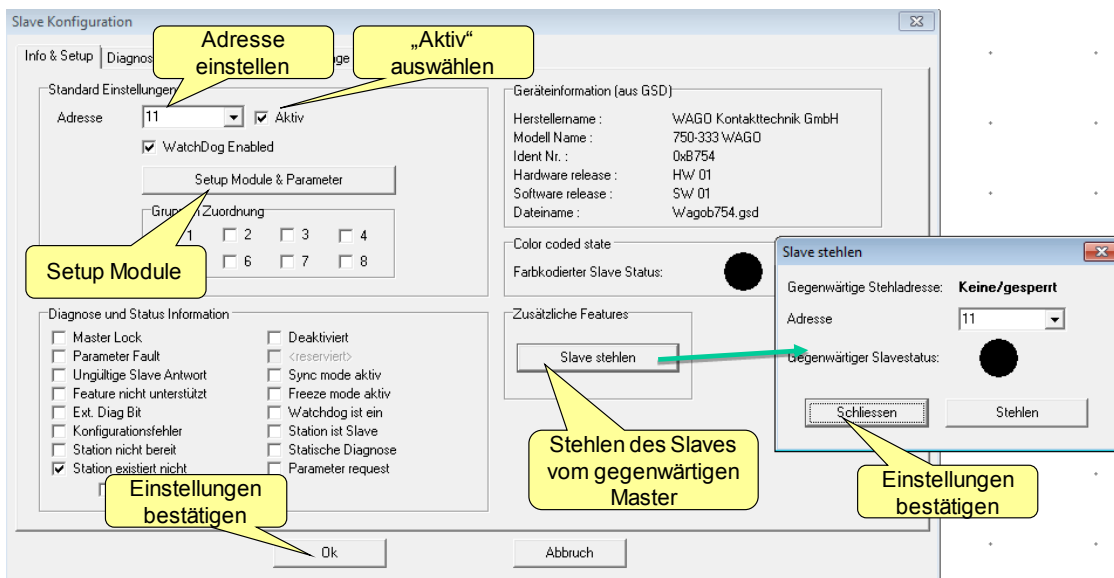 Slave Konfiguration
Adresse
einstellen
„Aktiv“
auswählen
Info & Setup
Diagnos
nge
Standard Einstellungen
Adresse
11
Aktiv
WatchDog Enabled
Setup Module & Parameter
Setup Module
Zuordnung
1
2
3
4
6
7
8
Geräteinformation (aus GSD)
Herstellername : WAGO Kontakttechnik GmbH
Modell Name : 750-333 WAGO
Ident Nr. : 0xB754
Hardware release : HW 01
Software release : SW 01
Dateiname : Wagob754.gsd
Color coded state
Farbkodierter Slave Status:
Diagnose und Status Information
Master Lock
Parameter Fault
Ungültige Slave Antwort
Feature nicht unterstützt
Ext. Diag Bit
Konfigurationsfehler
Station nicht bereit
Station existiert nicht
Deaktiviert
<reserviert>
Sync mode aktiv
Freeze mode aktiv
Watchdog ist ein
Station ist Slave
Statische Diagnose
Parameter request
Einstellungen
bestätigen
Zusätzliche Features
Slave stehlen
Stehlen des Slaves
vom gegenwärtigen
Master
Ok
Abbruch
Slave stehlen
Gegenwärtige Stehladresse: Keine/gesperrt
Adresse
11
Gegenwärtiger Slavestatus:
Schliessen
Stehlen
Einstellungen
bestätigen